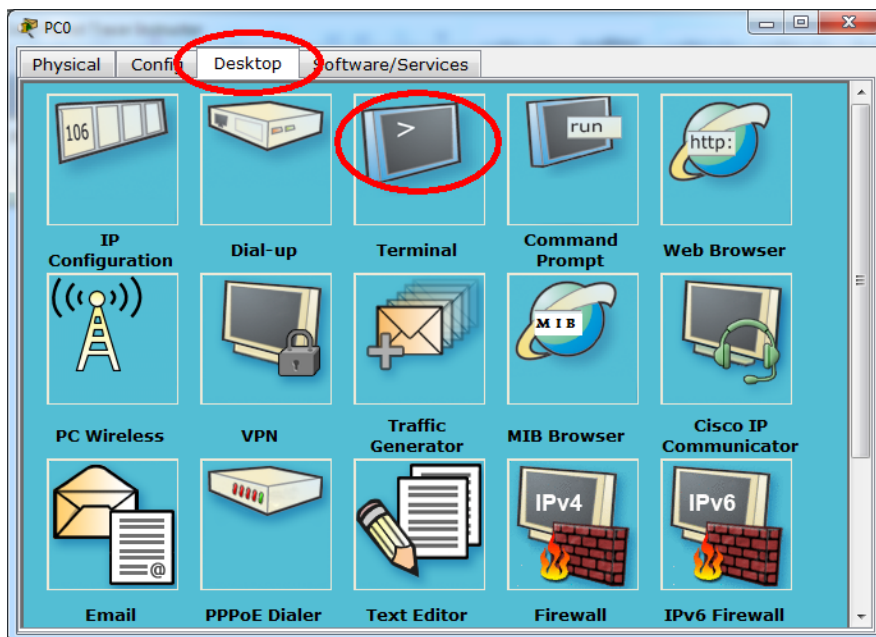 PC0
Physical Config Desktop Software/Services
106
>
run
http:
IP
Configuration
Dial-up
Terminal
Command
Prompt
Web Browser
MIB
PC Wireless
VPN
Traffic
Generator
MIB Browser
Cisco IP
Communicator
@
IPv4
IPv6
Email
PPPoE Dialer
Text Editor
Firewall
IPv6 Firewall